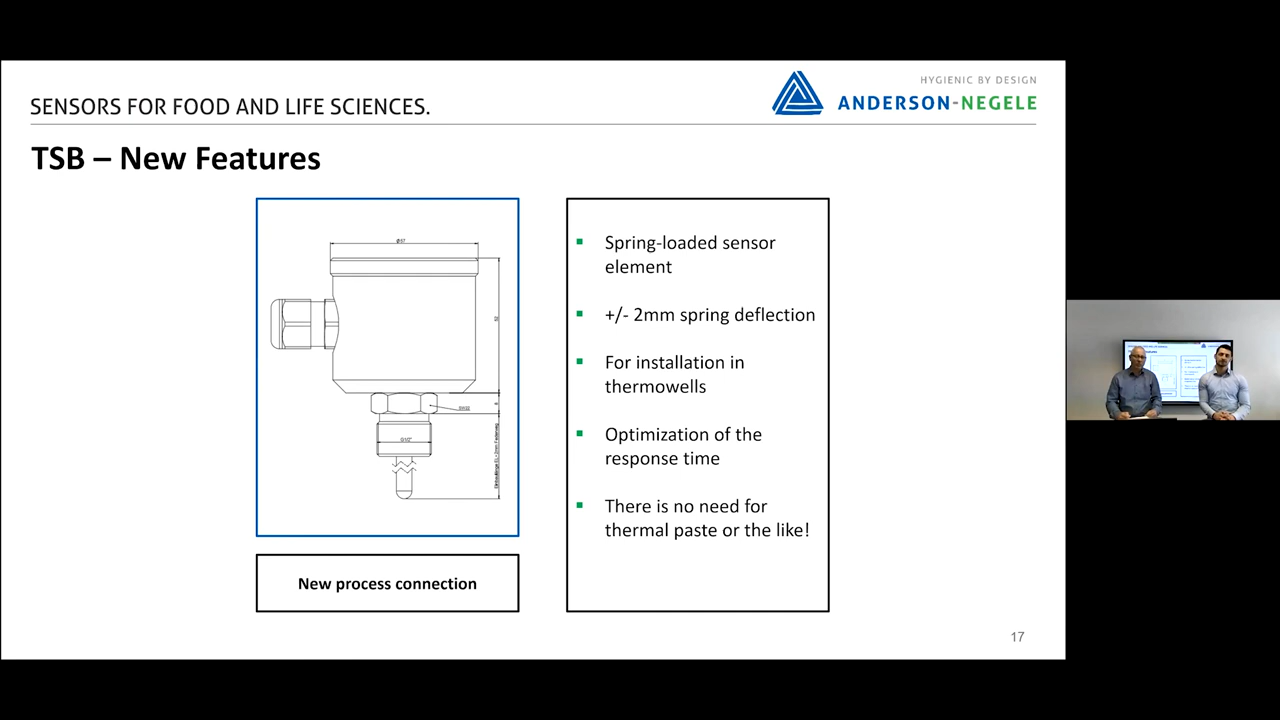 HYGIENIC BY DESIGN
ANDERSON-NEGELE
SENSORS FOR FOOD AND LIFE SCIENCES.
TSB – New Features
Spring-loaded sensor
element
+/- 2mm spring deflection
For installation in
thermowells
Optimization of the
response time
There is no need for
thermal paste or the like!
G1/2"
New process connection
17